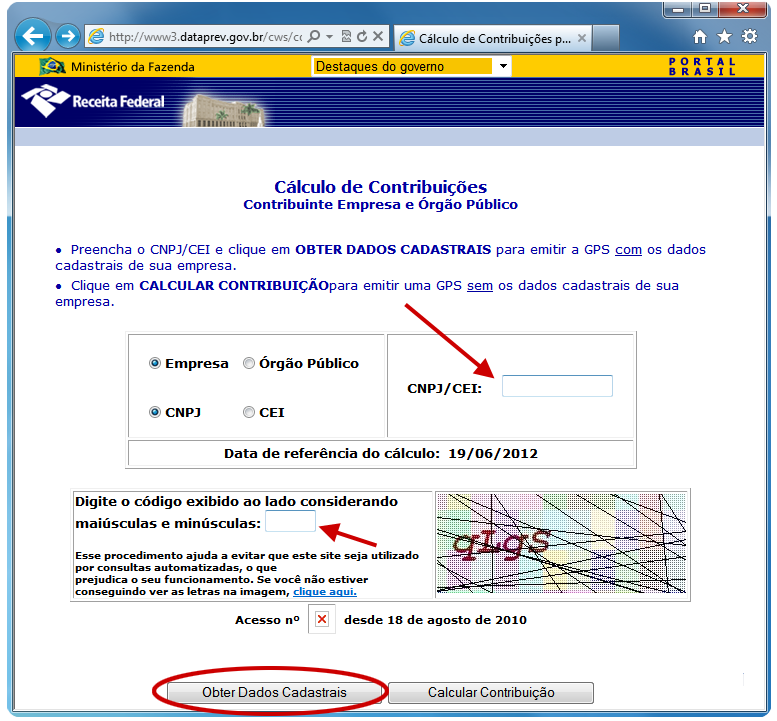 http://www3.dataprev.gov.br/cws/cc
Cálculo de Contribuições p...
Ministério da Fazenda
Destaques do governo
PORTAL
BRASIL
Receita Federal
Cálculo de Contribuições
Contribuinte Empresa e Órgão Público
• Preencha o CNPJ/CEI e clique em OBTER DADOS CADASTRAIS para emitir a GPS com os dados
cadastrais de sua empresa.
• Clique em CALCULAR CONTRIBUIÇÃOpara emitir uma GPS sem os dados cadastrais de sua
empresa.
Empresa Órgão Público
CNPJ/CEI:
CNPJ CEI
Data de referência do cálculo: 19/06/2012
Digite o código exibido ao lado considerando
maiúsculas e minúsculas:
qLgS
Esse procedimento ajuda a evitar que este site seja utilizado
por consultas automatizadas, o que
prejudica o seu funcionamento. Se você não estiver
conseguindo ver as letras na imagem, clique aqui.
Acesso nº desde 18 de agosto de 2010
Obter Dados Cadastrais Calcular Contribuição